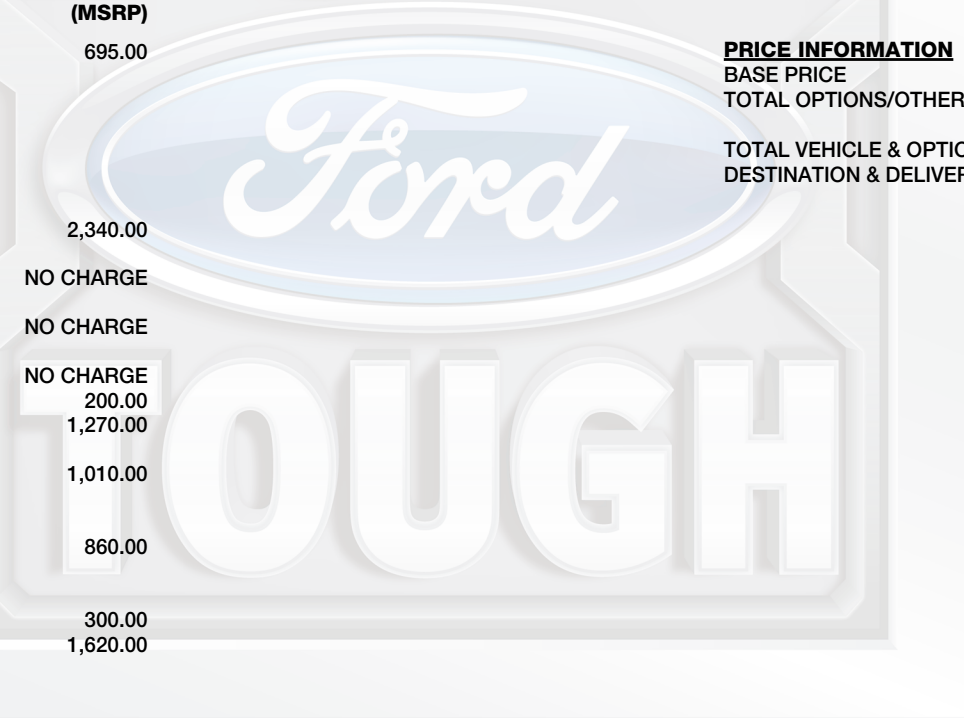 (MSRP)
695.00
2,340.00
NO CHARGE
NO CHARGE
NO CHARGE
200.00
1,270.00
1,010.00
860.00
300.00
1,620.00
PRICE INFORMATION
BASE PRICE
TOTAL OPTIONS/OTHER
TOTAL VEHICLE & OPTIO
DESTINATION & DELIVER
Ford
TOUGH